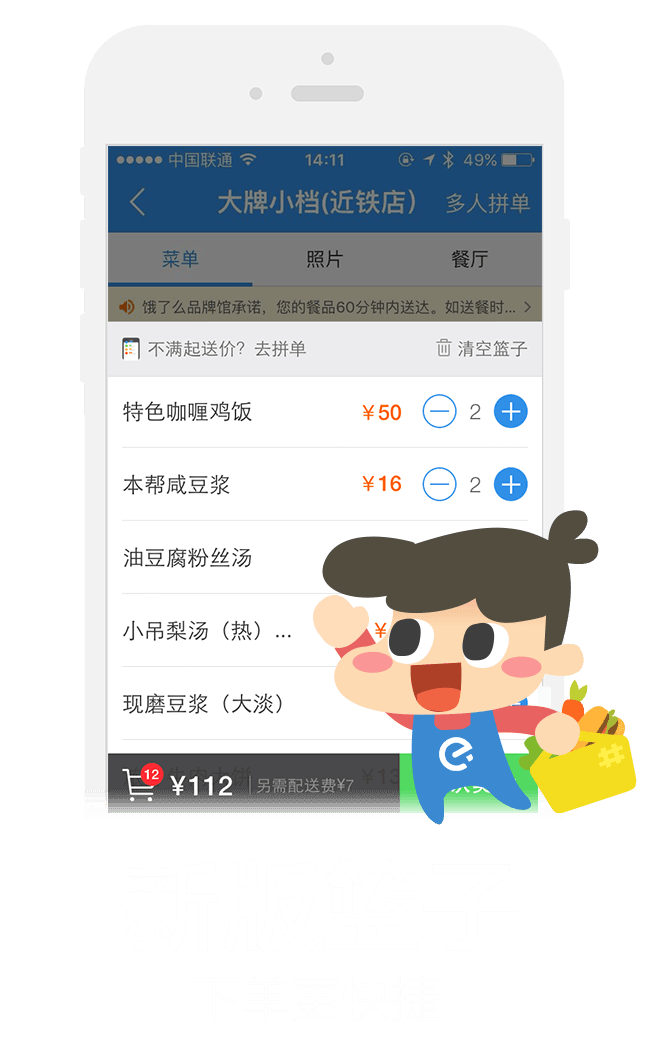 中国联通 14:11 49%
大牌小档(近铁店) 多人拼单
菜单 照片 餐厅
饿了么品牌馆承诺，您的餐品60分钟内送达。如送餐时...
不满起送价？去拼单 清空篮子
特色咖喱鸡饭 ¥50 2
本帮咸豆浆 ¥16 2
油豆腐粉丝汤
小吊梨汤（热）... ¥
现磨豆浆（大淡）
12 ¥112 另需配送费¥7